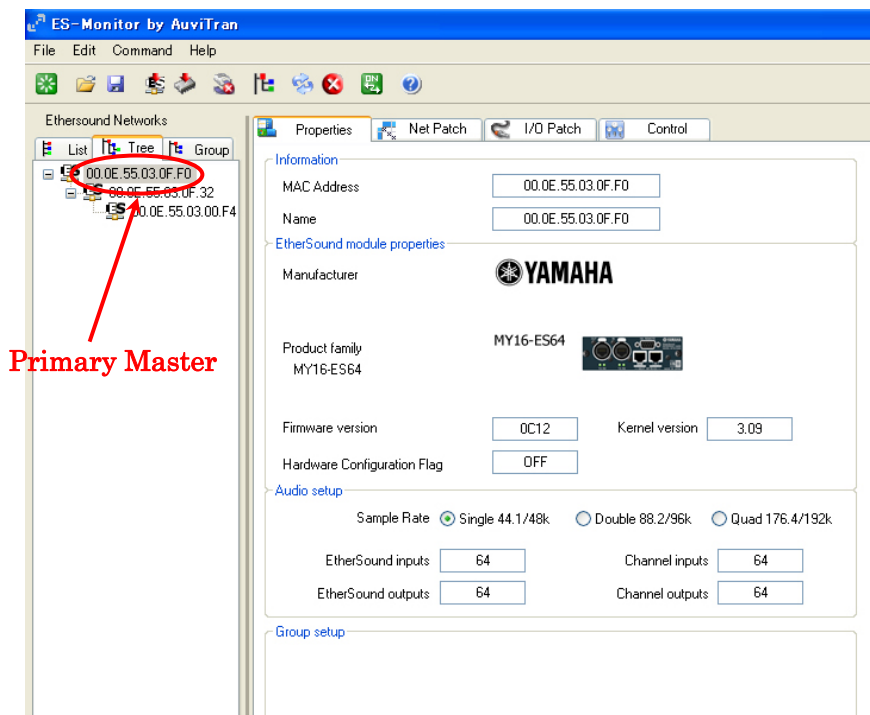 ES-Monitor by AuviTran
File Edit Command Help
Ethersound Networks
List Tree Group
00.0E.55.03.0F.F0
00.0E.55.03.0F.32
00.0E.55.03.00.F4
Primary Master
Properties Net Patch I/O Patch Control
Information
MAC Address 00.0E.55.03.0F.F0
Name 00.0E.55.03.0F.F0
EtherSound module properties
Manufacturer YAMAHA
Product family MY16-ES64
MY16-ES64
Firmware version 0C12 Kernel version 3.09
Hardware Configuration Flag OFF
Audio setup
Sample Rate Single 44.1/48k Double 88.2/96k Quad 176.4/192k
EtherSound inputs 64 Channel inputs 64
EtherSound outputs 64 Channel outputs 64
Group setup